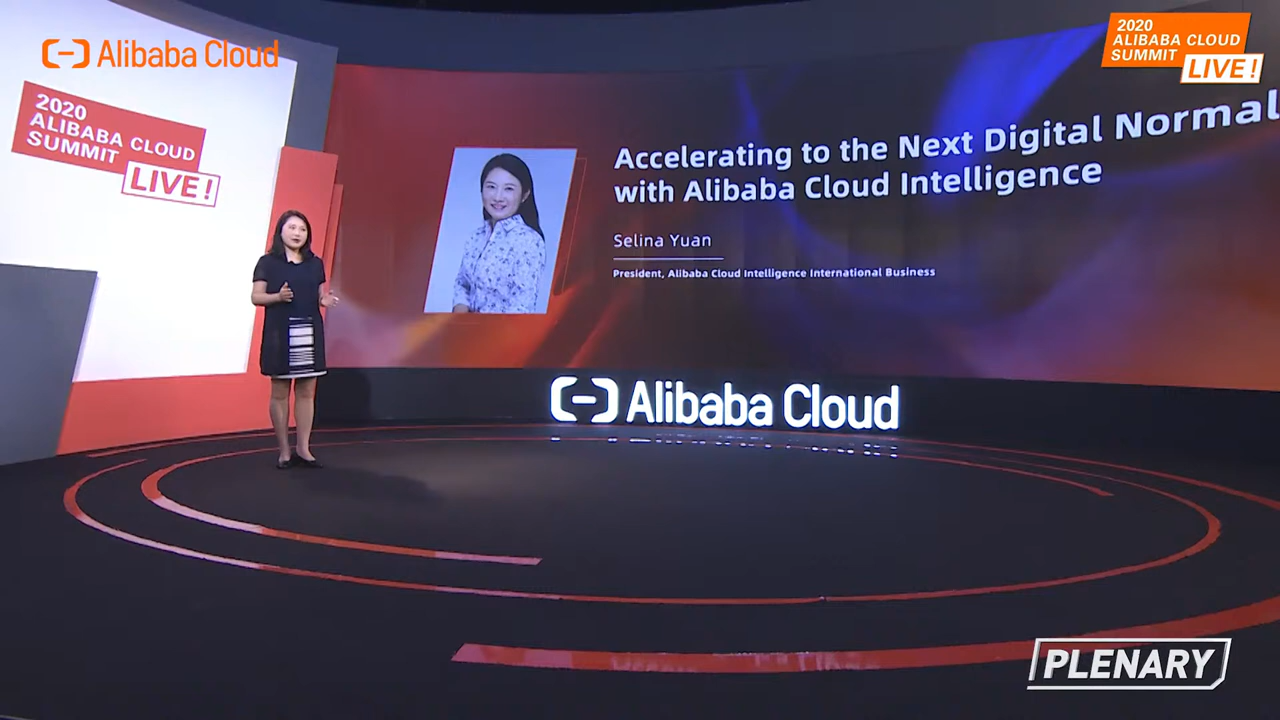 Alibaba Cloud
2020
ALIBABA CLOUD
SUMMIT
LIVE!
2020
ALIBABA CLOUD
SUMMIT
LIVE!
Accelerating to the Next Digital Normal
with Alibaba Cloud Intelligence
Selina Yuan
President, Alibaba Cloud Intelligence International Business
Alibaba Cloud
PLENARY